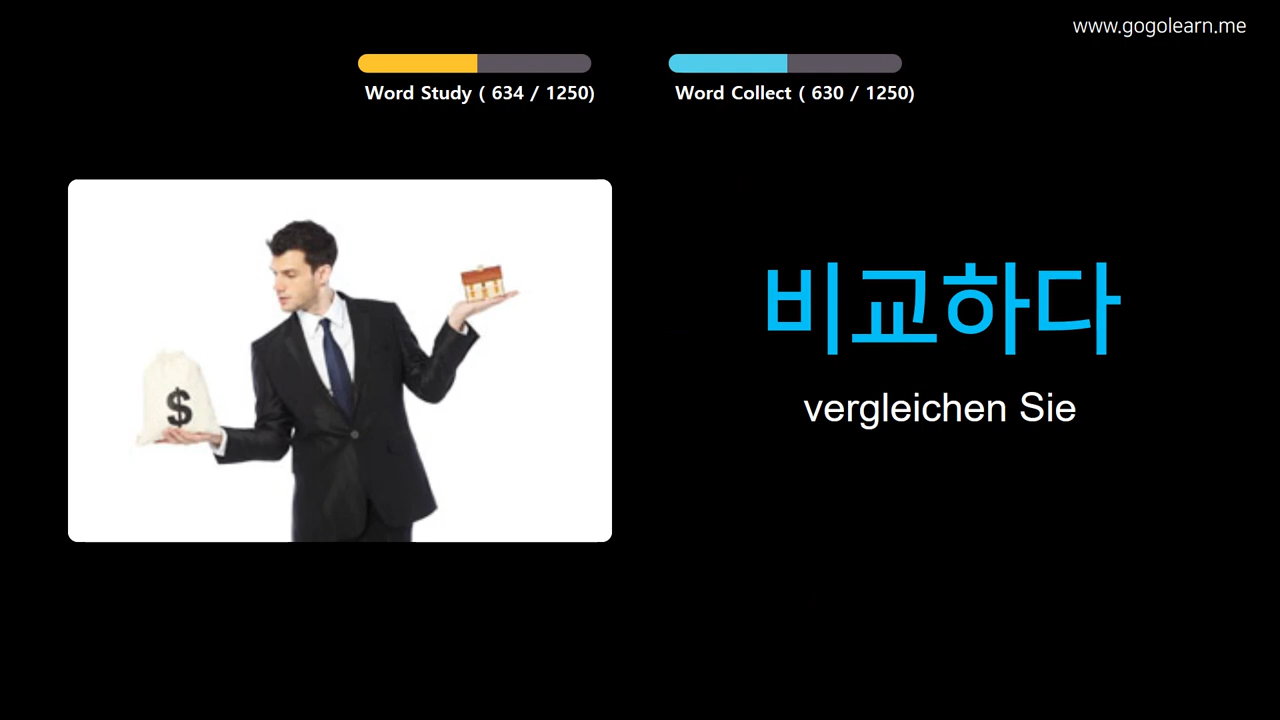 www.gogolearn.me
Word Study ( 634 / 1250)
Word Collect ( 630 / 1250)
$
비교하다
vergleichen Sie